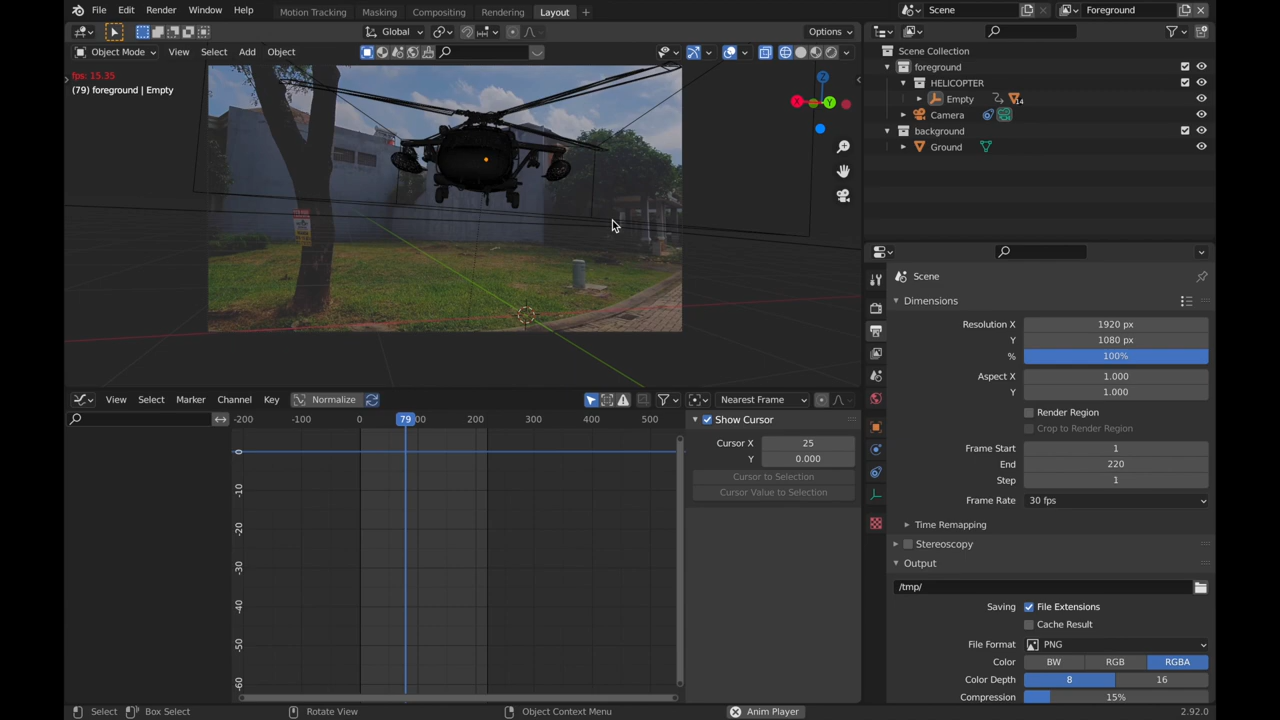 File Edit Render Window Help Motion Tracking Masking Compositing Rendering Layout + Scene Foreground
Global Options
Object Mode View Select Add Object
fps: 15.35
(79) foreground | Empty
X Y Z
Scene Collection
foreground
HELICOPTER
Empty 14
Camera
background
Ground
Scene
Dimensions
Resolution X 1920 px
Y 1080 px
% 100%
Aspect X 1.000
Y 1.000
Render Region
Crop to Render Region
Frame Start 1
End 220
Step 1
Frame Rate 30 fps
Time Remapping
Stereoscopy
Output
/tmp/
Saving File Extensions
Cache Result
File Format PNG
Color BW RGB RGBA
Color Depth 8 16
Compression 15%
View Select Marker Channel Key Normalize Nearest Frame
-200 -100 0 79 00 200 300 400 500
0
-10
-20
-30
-40
-50
-60
Show Cursor
Cursor X 25
Y 0.000
Cursor to Selection
Cursor Value to Selection
Select Box Select Rotate View Object Context Menu Anim Player 2.92.0